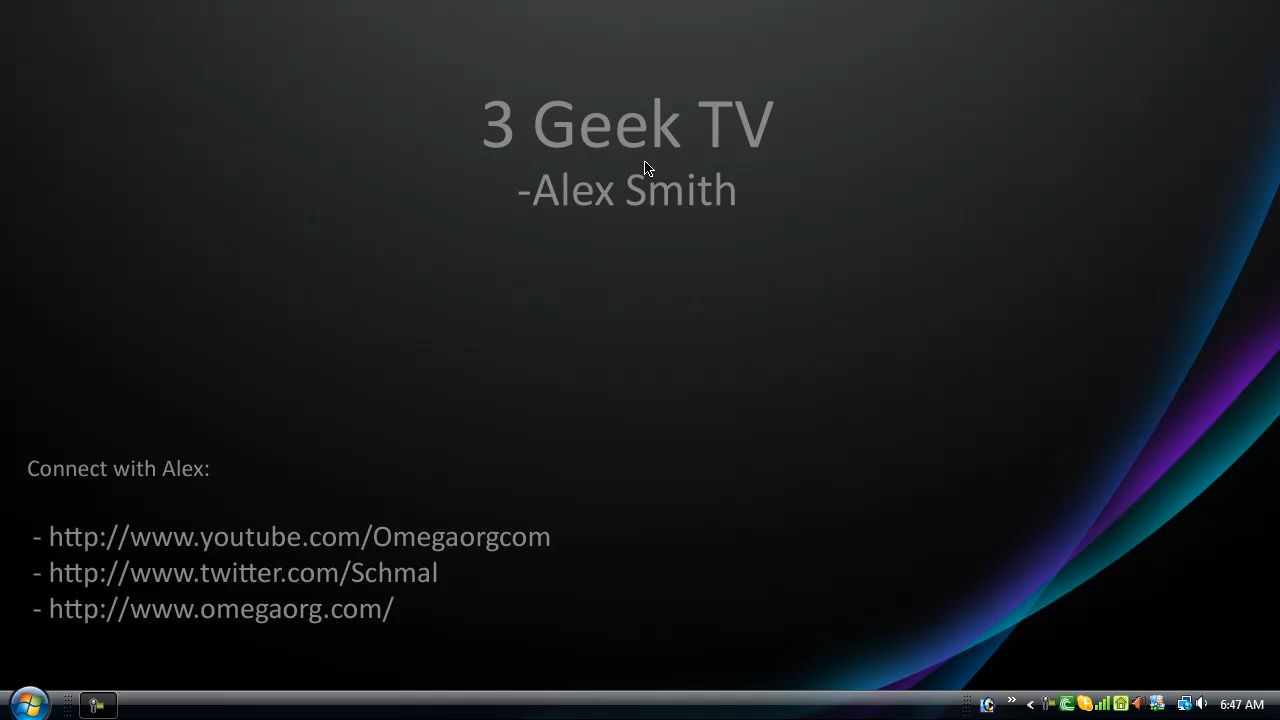 3 Geek TV
-Alex Smith
Connect with Alex:
- http://www.youtube.com/Omegaorgcom
- http://www.twitter.com/Schmal
- http://www.omegaorg.com/
6:47 AM